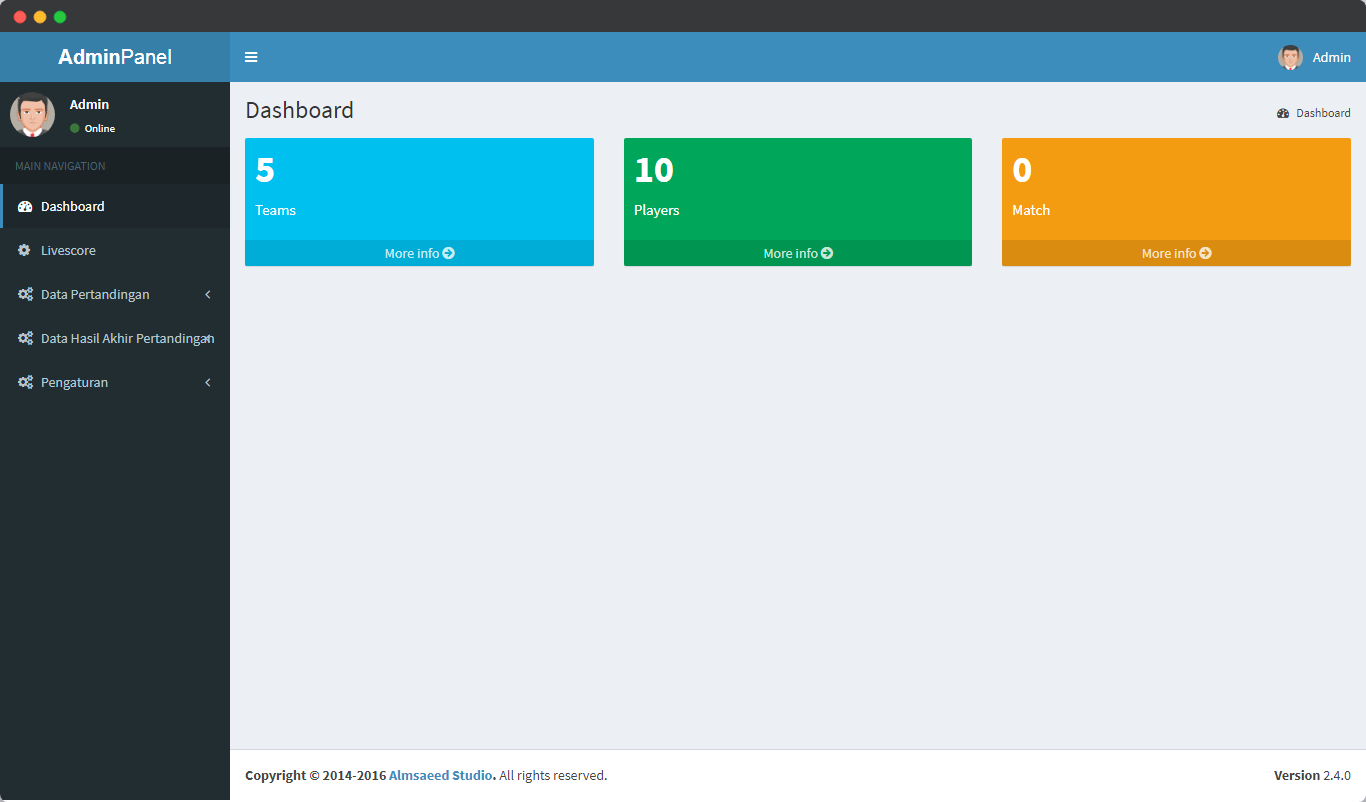 AdminPanel
Admin
Admin
Online
MAIN NAVIGATION
Dashboard
Livescore
Data Pertandingan
Data Hasil Akhir Pertandingan
Pengaturan
Dashboard
Dashboard
5
Teams
More info
10
Players
More info
0
Match
More info
Copyright © 2014-2016 Almsaeed Studio. All rights reserved.
Version 2.4.0